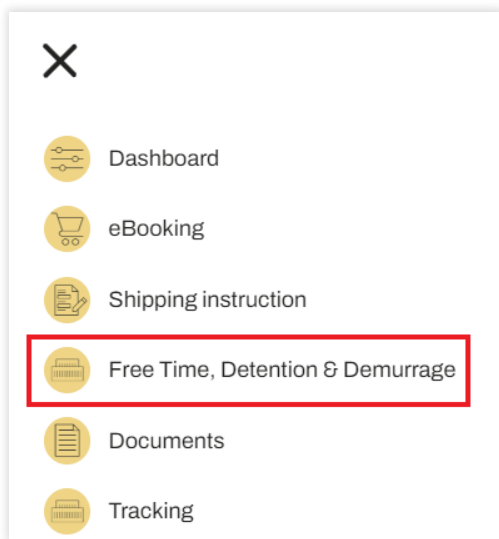 Dashboard
eBooking
Shipping instruction
Free Time, Detention & Demurrage
Documents
Tracking